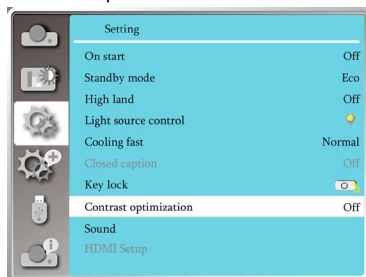 Setting
On start Off
Standby mode Eco
High land Off
Light source control
Cooling fast Normal
Closed caption Off
Key lock
Contrast optimization Off
Sound
HDMI Setup